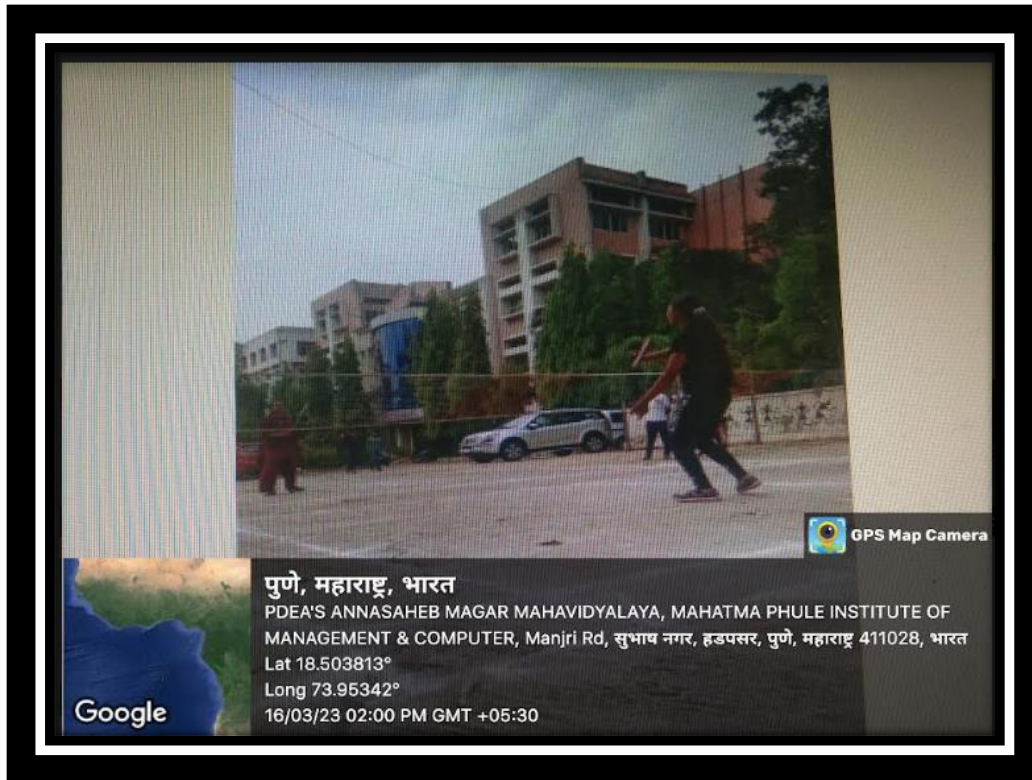 GPS Map Camera
पुणे, महाराष्ट्र, भारत
PDEA'S ANNASAHEB MAGAR MAHAVIDYALAYA, MAHATMA PHULE INSTITUTE OF
MANAGEMENT & COMPUTER, Manjri Rd, सुभाष नगर, हडपसर, पुणे, महाराष्ट्र 411028, भारत
Lat 18.503813°
Long 73.95342°
16/03/23 02:00 PM GMT +05:30
Google